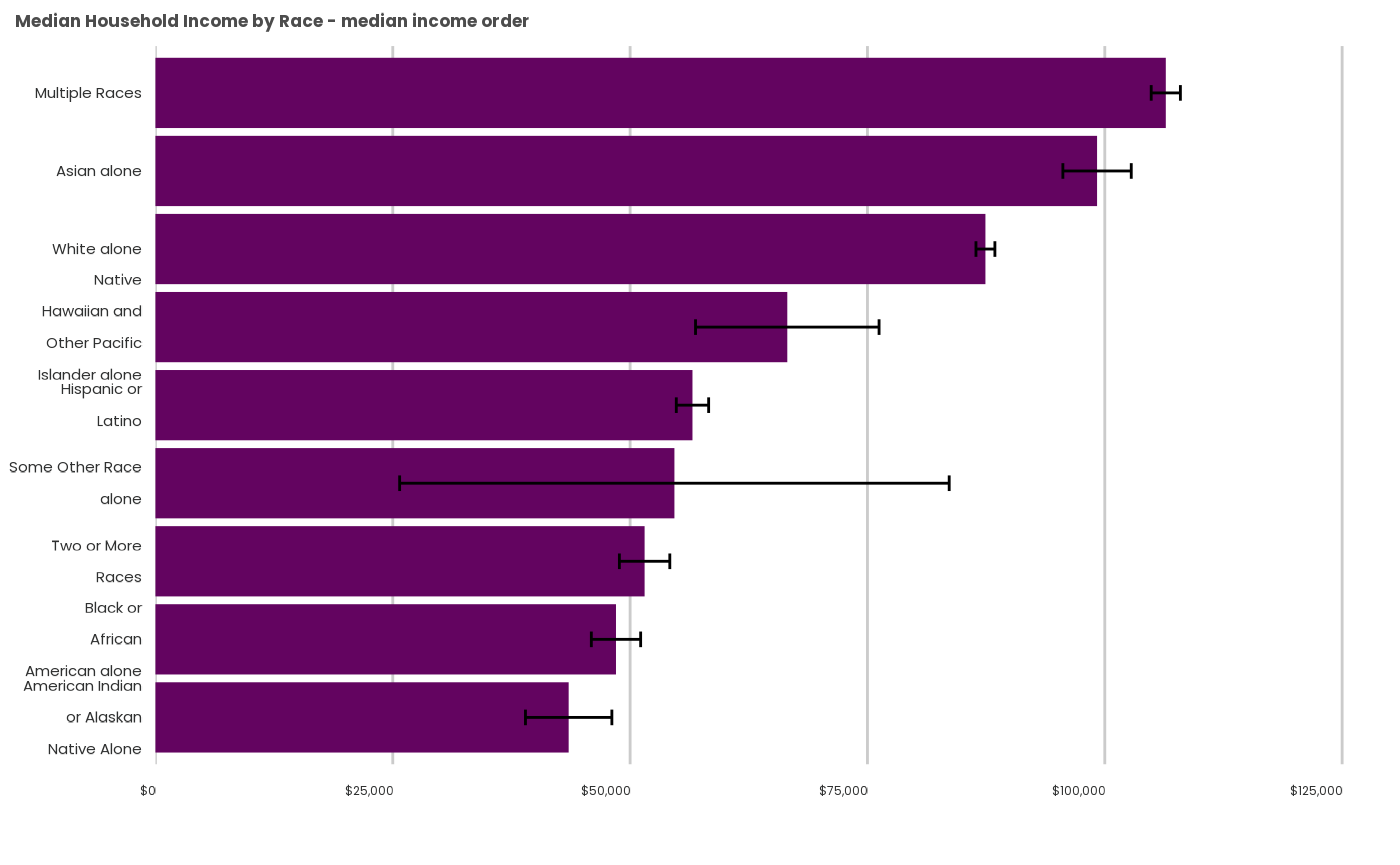 Median Household Income by Race - median income order
Multiple Races
Asian alone
White alone
Native
Hawaiian and
Other Pacific
Islander alone
Hispanic or
Latino
Some Other Race
alone
Two or More
Races
Black or
African
American alone
American Indian
or Alaskan
Native Alone
$0 $25,000 $50,000 $75,000 $100,000 $125,000